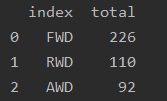 index total
0 FWD 226
1 RWD 110
2 AWD 92